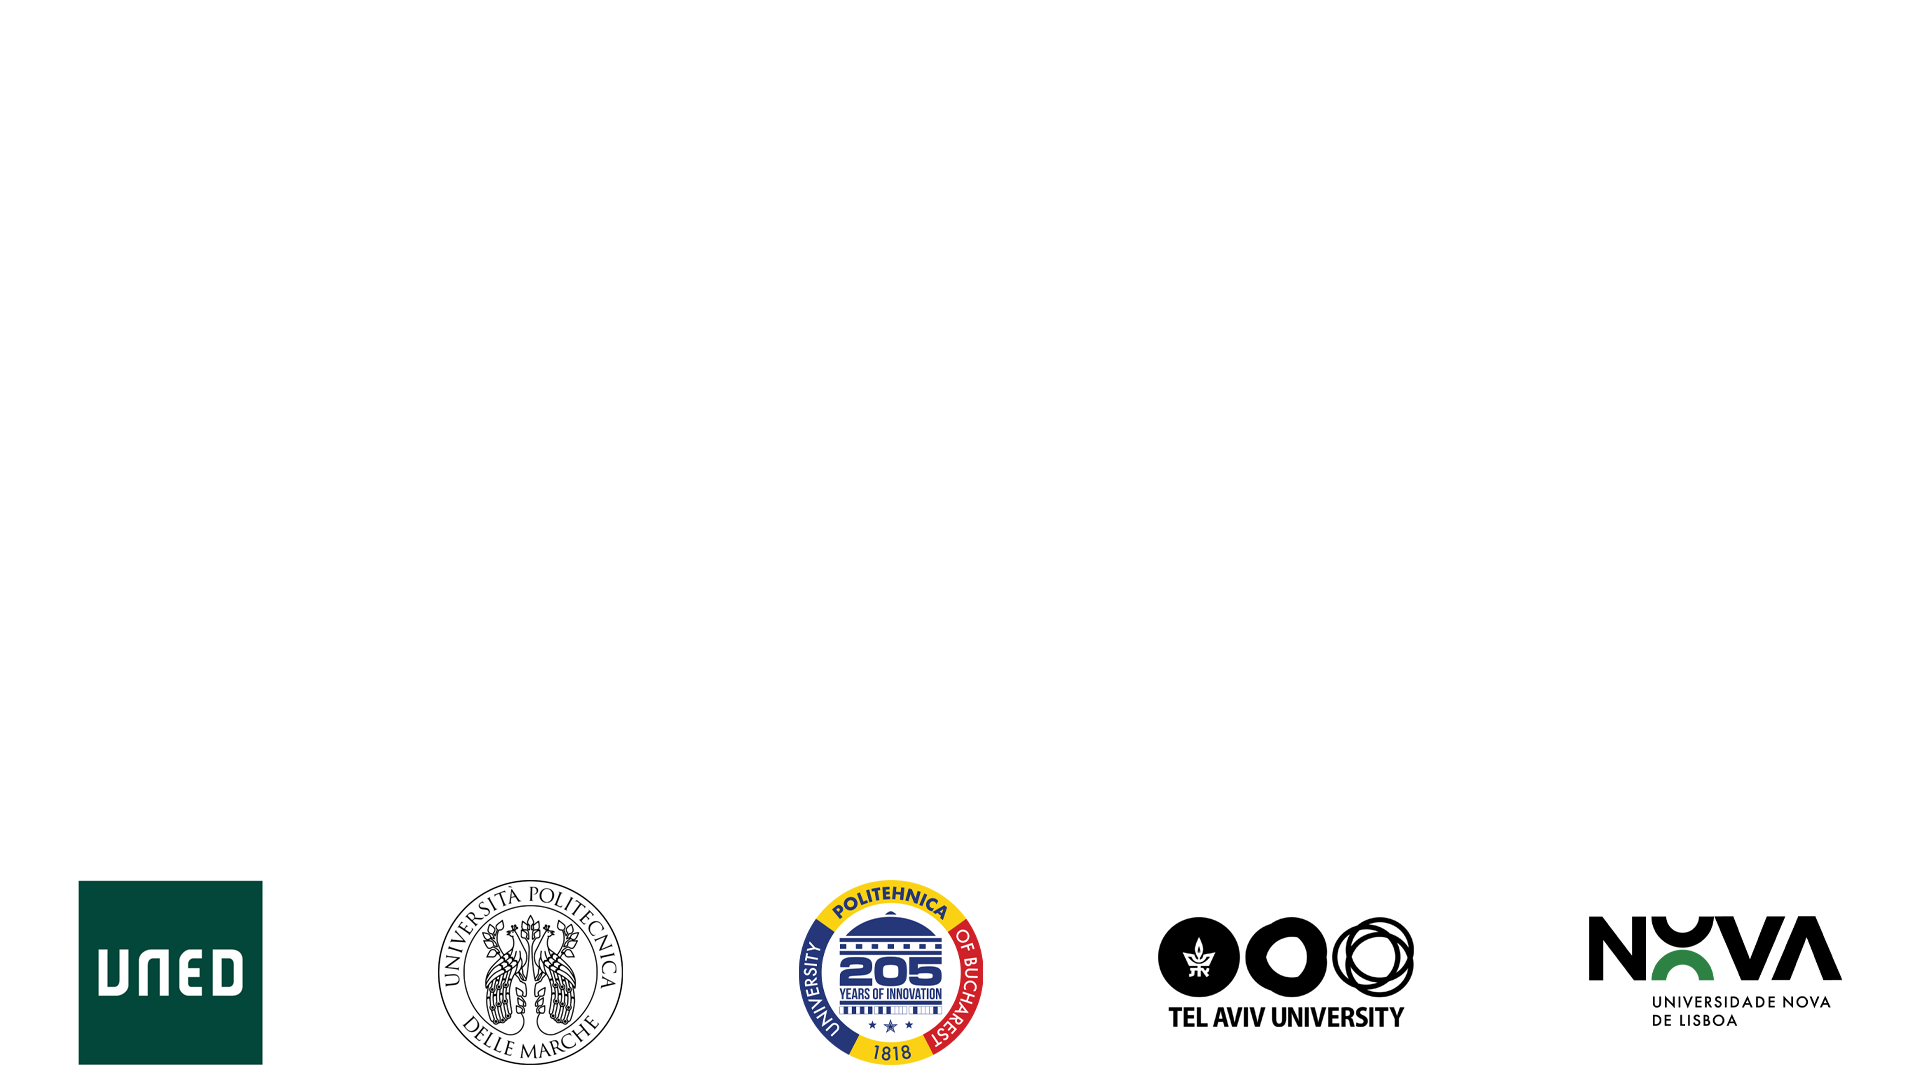 UNED
UNIVERSITÀ POLITECNICA
DELLE MARCHE
UNIVERSITY POLITEHNICA OF BUCHAREST
205
YEARS OF INNOVATION
1818
את
TEL AVIV UNIVERSITY
NOVA
UNIVERSIDADE NOVA
DE LISBOA